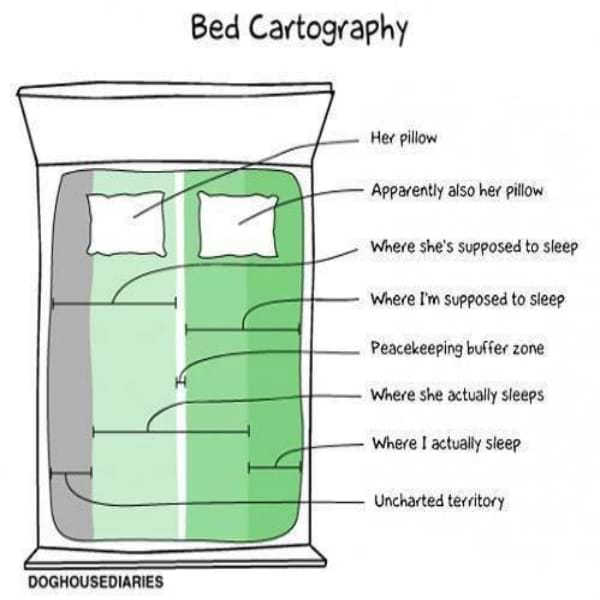 Bed Cartography
Her pillow
Apparently also her pillow
Where she's supposed to sleep
Where I'm supposed to sleep
Peacekeeping buffer zone
Where she actually sleeps
Where I actually sleep
Uncharted territory
DOGHOUSEDIARIES